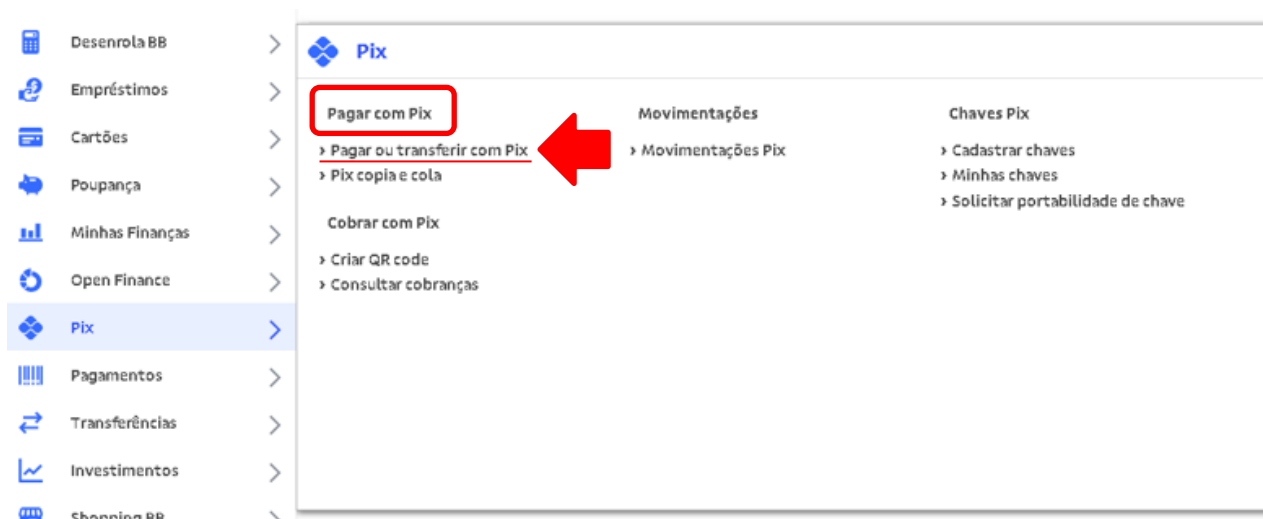 Desenrola BB
Empréstimos
Cartões
Poupança
Minhas Finanças
Open Finance
Pix
Pagamentos
Transferências
Investimentos
Shopping BB
Pix
Pagar com Pix
› Pagar ou transferir com Pix
› Pix copia e cola
Cobrar com Pix
› Criar QR code
› Consultar cobranças
Movimentações
› Movimentações Pix
Chaves Pix
› Cadastrar chaves
› Minhas chaves
› Solicitar portabilidade de chave